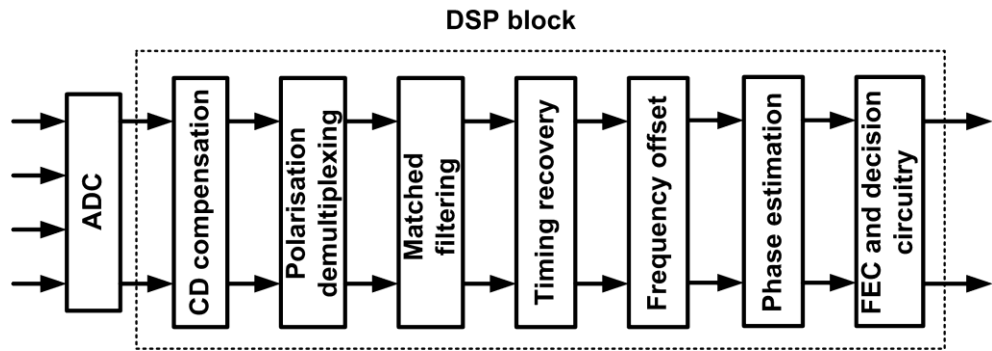 DSP block
ADC
CD compensation
Polarisation
demultiplexing
Matched
filtering
Timing recovery
Frequency offset
Phase estimation
FEC and decision
circuitry